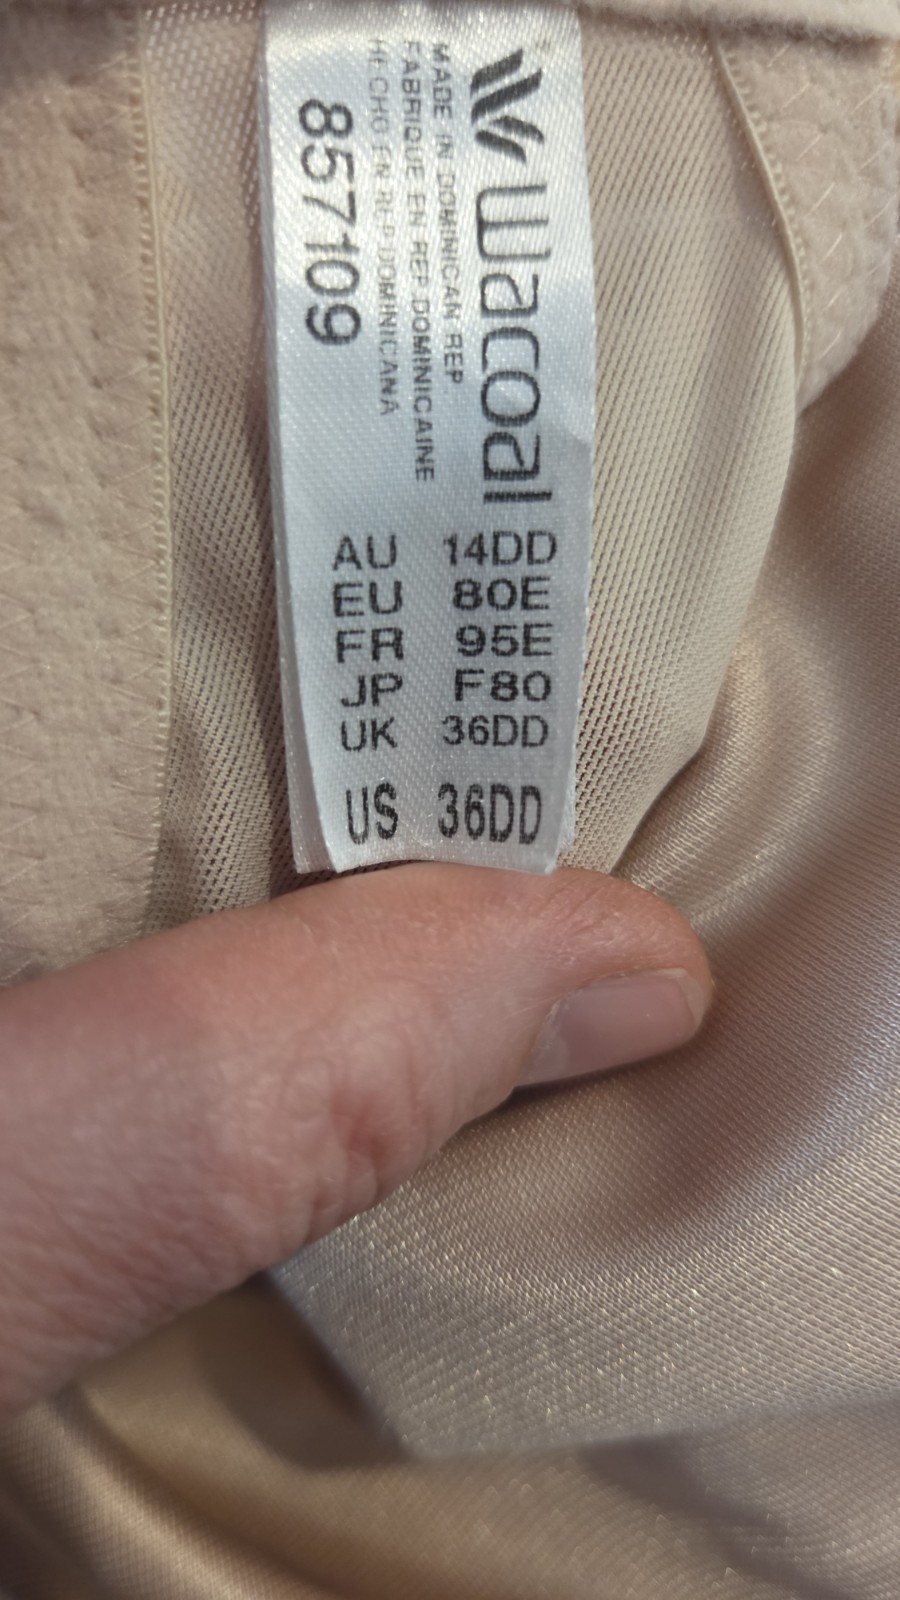 Wacoal
MADE IN DOMINICAN REP.
FABRIQUE EN REP. DOMINICAINE
HECHO EN REP. DOMINICANA
857109
AU 14DD
EU 80E
FR 95E
JP F80
UK 36DD
US 36DD